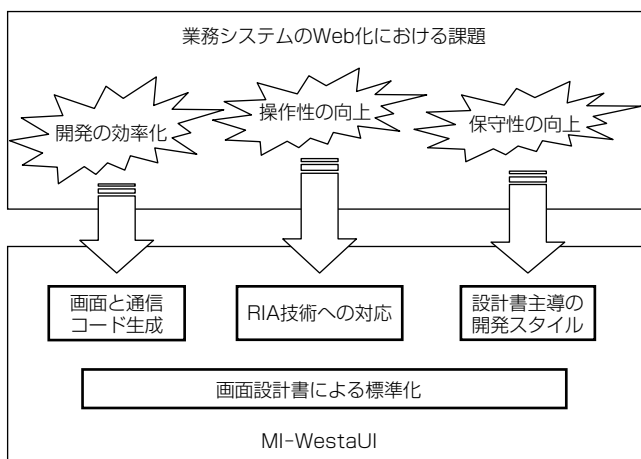 業務システムのWeb化における課題
開発の効率化
操作性の向上
保守性の向上
画面と通信
コード生成
RIA技術への対応
設計書主導の
開発スタイル
画面設計書による標準化
MI-WestaUI